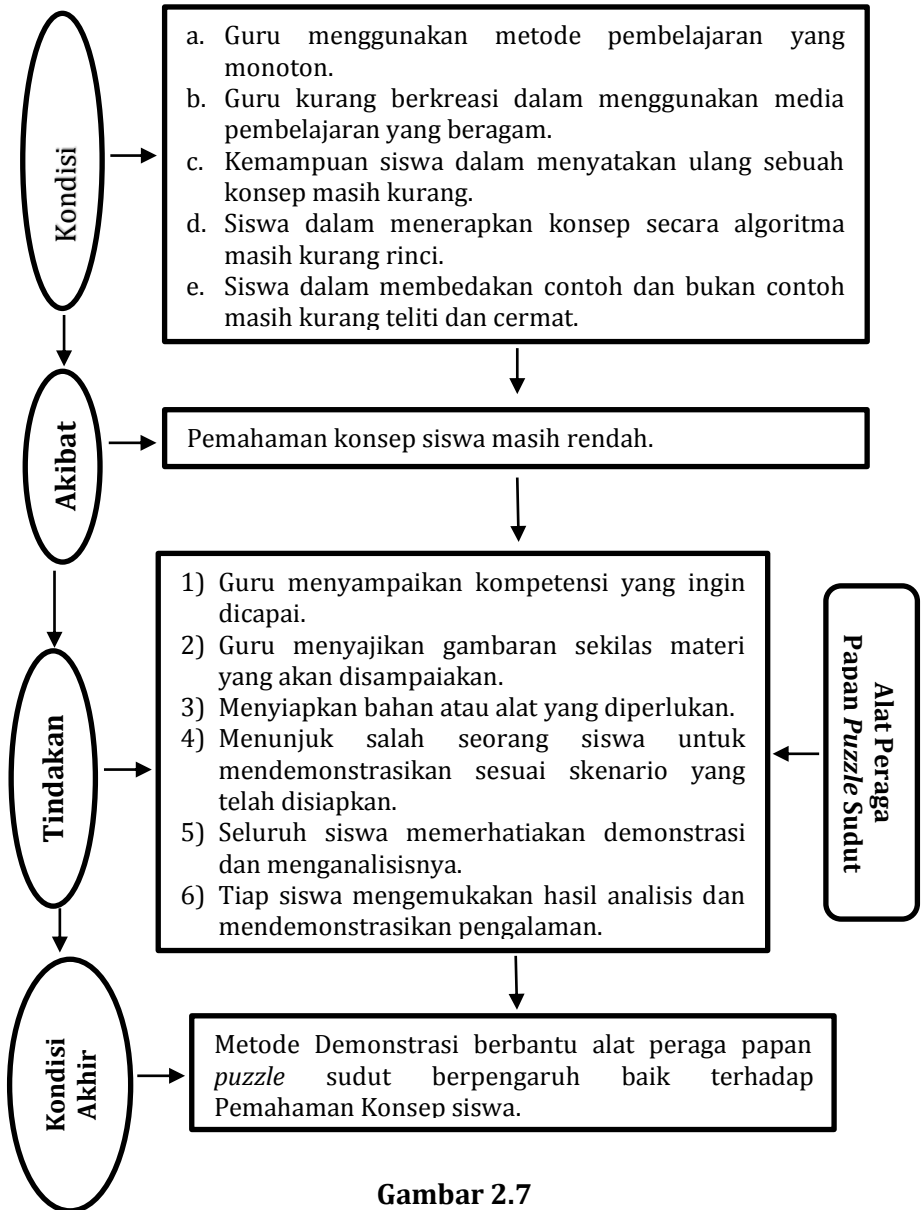 Kondisi
a. Guru menggunakan metode pembelajaran yang
monoton.
b. Guru kurang berkreasi dalam menggunakan media
pembelajaran yang beragam.
c. Kemampuan siswa dalam menyatakan ulang sebuah
konsep masih kurang.
d. Siswa dalam menerapkan konsep secara algoritma
masih kurang rinci.
e. Siswa dalam membedakan contoh dan bukan contoh
masih kurang teliti dan cermat.
Akibat
Pemahaman konsep siswa masih rendah.
Tindakan
1) Guru menyampaikan kompetensi yang ingin
dicapai.
2) Guru menyajikan gambaran sekilas materi
yang akan disampaiakan.
3) Menyiapkan bahan atau alat yang diperlukan.
4) Menunjuk salah seorang siswa untuk
mendemonstrasikan sesuai skenario yang
telah disiapkan.
5) Seluruh siswa memerhatiakan demonstrasi
dan menganalisisnya.
6) Tiap siswa mengemukakan hasil analisis dan
mendemonstrasikan pengalaman.
Alat Peraga
Papan Puzzle Sudut
Kondisi
Akhir
Metode Demonstrasi berbantu alat peraga papan
puzzle sudut berpengaruh baik terhadap
Pemahaman Konsep siswa.
Gambar 2.7